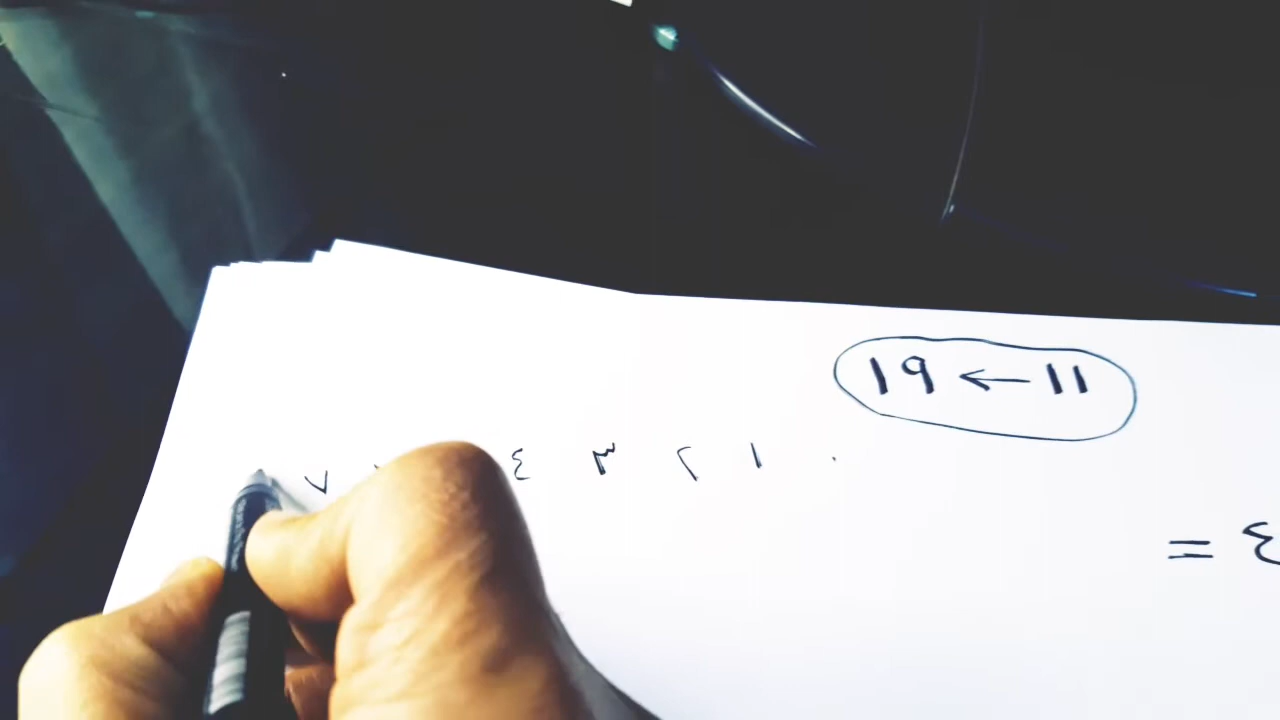 ١١ ← ١٩
٠ ١ ٢ ٣ ٤ ٧
٤ =